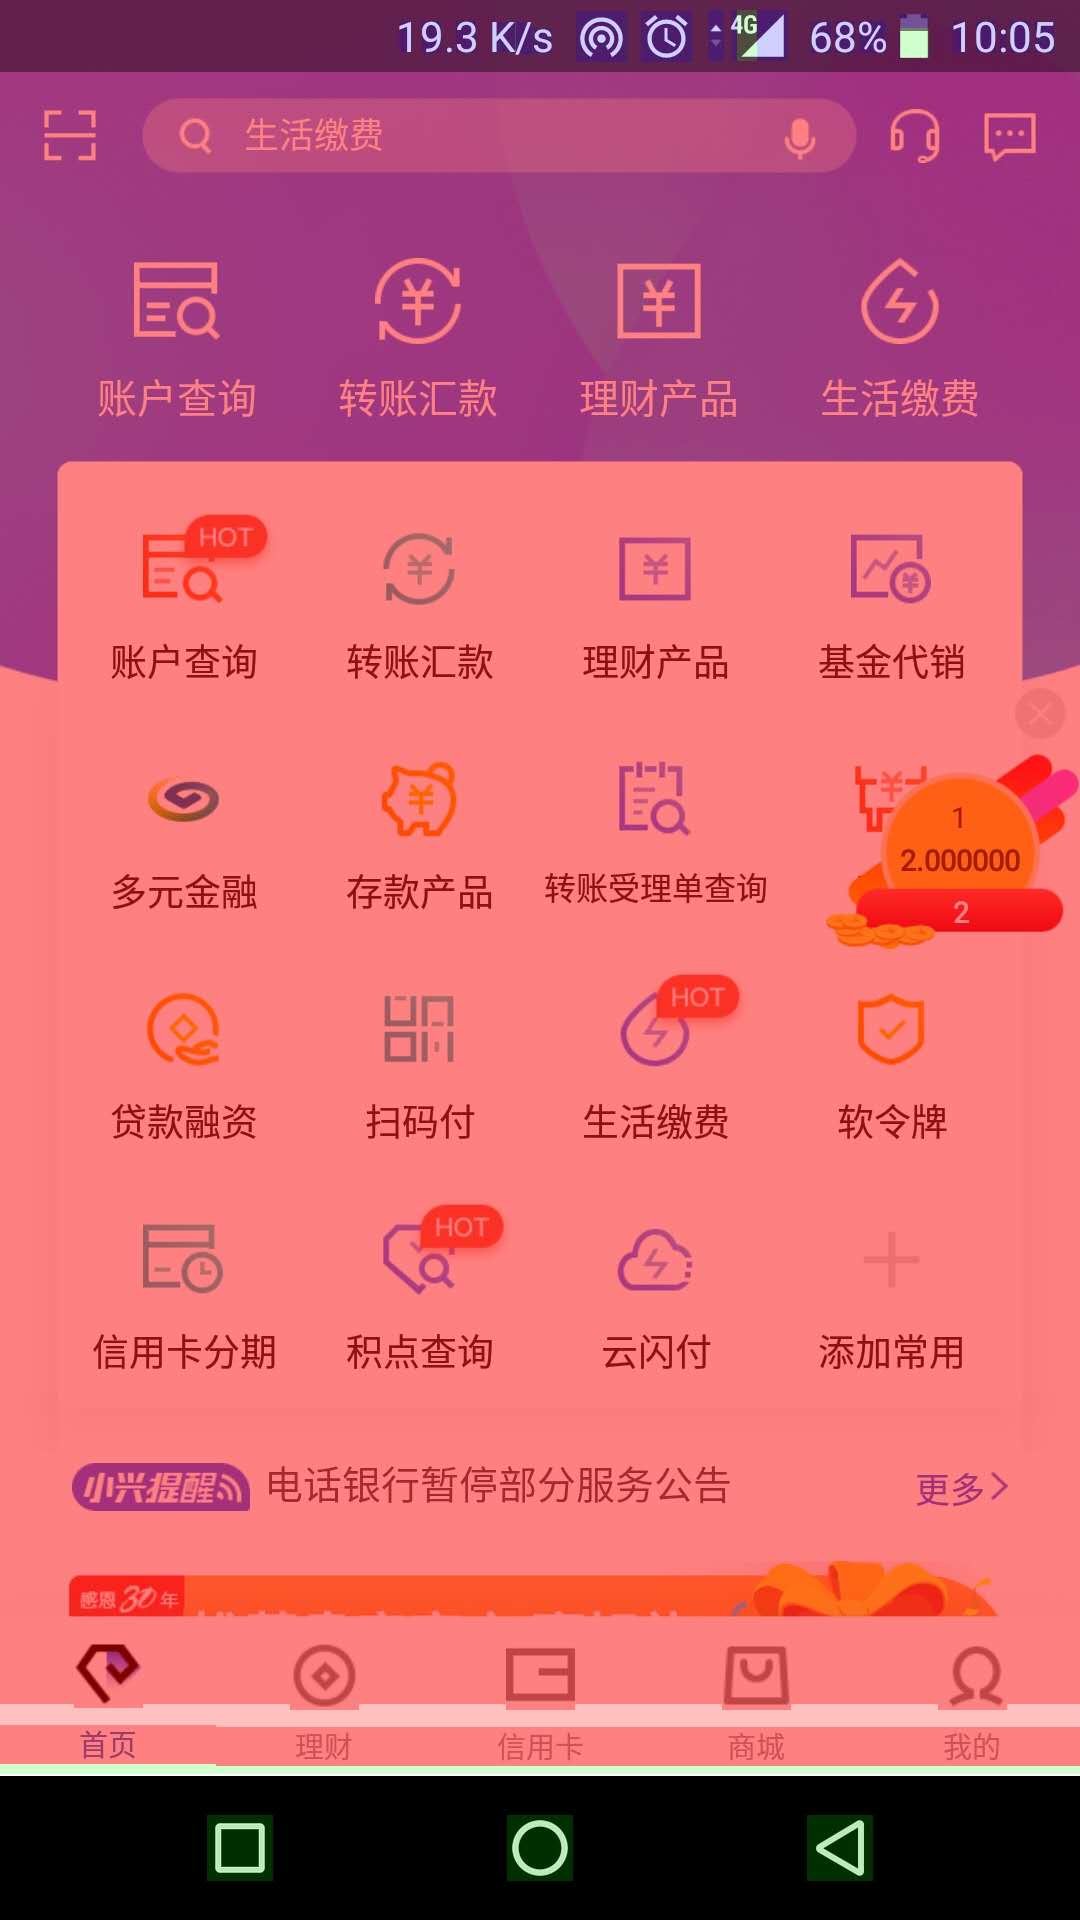 19.3 K/s 4G 68% 10:05
生活缴费
账户查询 转账汇款 理财产品 生活缴费
HOT
账户查询 转账汇款 理财产品 基金代销
1
2.000000
2
多元金融 存款产品 转账受理单查询
HOT
贷款融资 扫码付 生活缴费 软令牌
HOT
信用卡分期 积点查询 云闪付 添加常用
小兴提醒 电话银行暂停部分服务公告 更多
感恩30年
首页 理财 信用卡 商城 我的